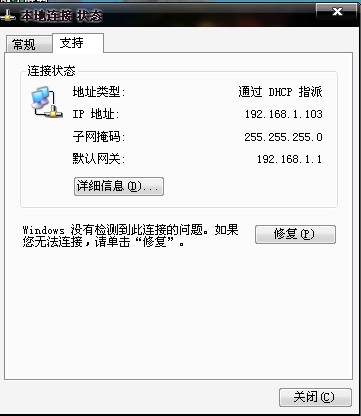 本地连接 状态
常规 支持
连接状态
地址类型: 通过 DHCP 指派
IP 地址: 192.168.1.103
子网掩码: 255.255.255.0
默认网关: 192.168.1.1
详细信息(D)...
Windows 没有检测到此连接的问题。如果
您无法连接，请单击“修复”。
修复(P)
关闭(C)